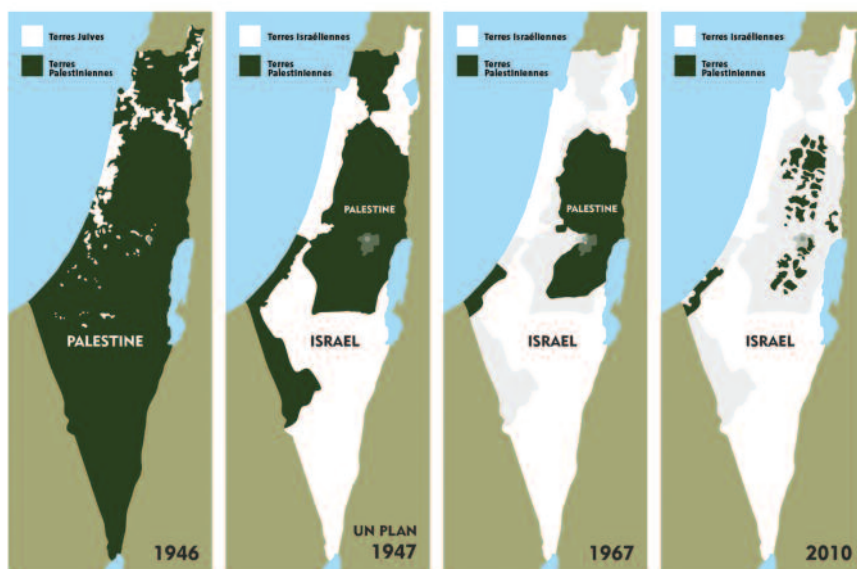 Terres Juives
Terres
Palestiniennes
PALESTINE
1946
Terres Israéliennes
Terres
Palestiniennes
PALESTINE
ISRAEL
UN PLAN
1947
Terres Israéliennes
Terres
Palestiniennes
PALESTINE
ISRAEL
1967
Terres Israéliennes
Terres
Palestiniennes
ISRAEL
2010